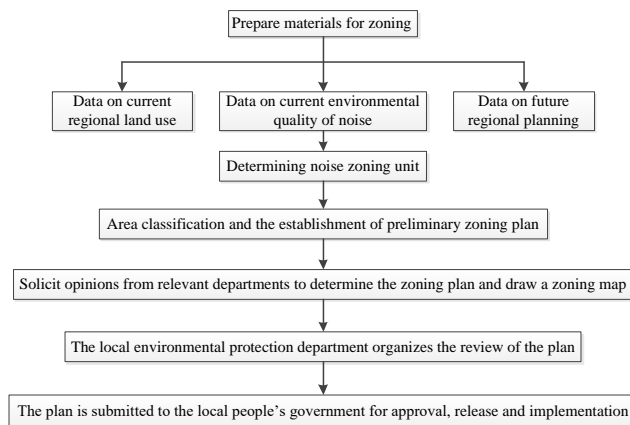 Prepare materials for zoning
Data on current
regional land use
Data on current environmental
quality of noise
Data on future
regional planning
Determining noise zoning unit
Area classification and the establishment of preliminary zoning plan
Solicit opinions from relevant departments to determine the zoning plan and draw a zoning map
The local environmental protection department organizes the review of the plan
The plan is submitted to the local people's government for approval, release and implementation